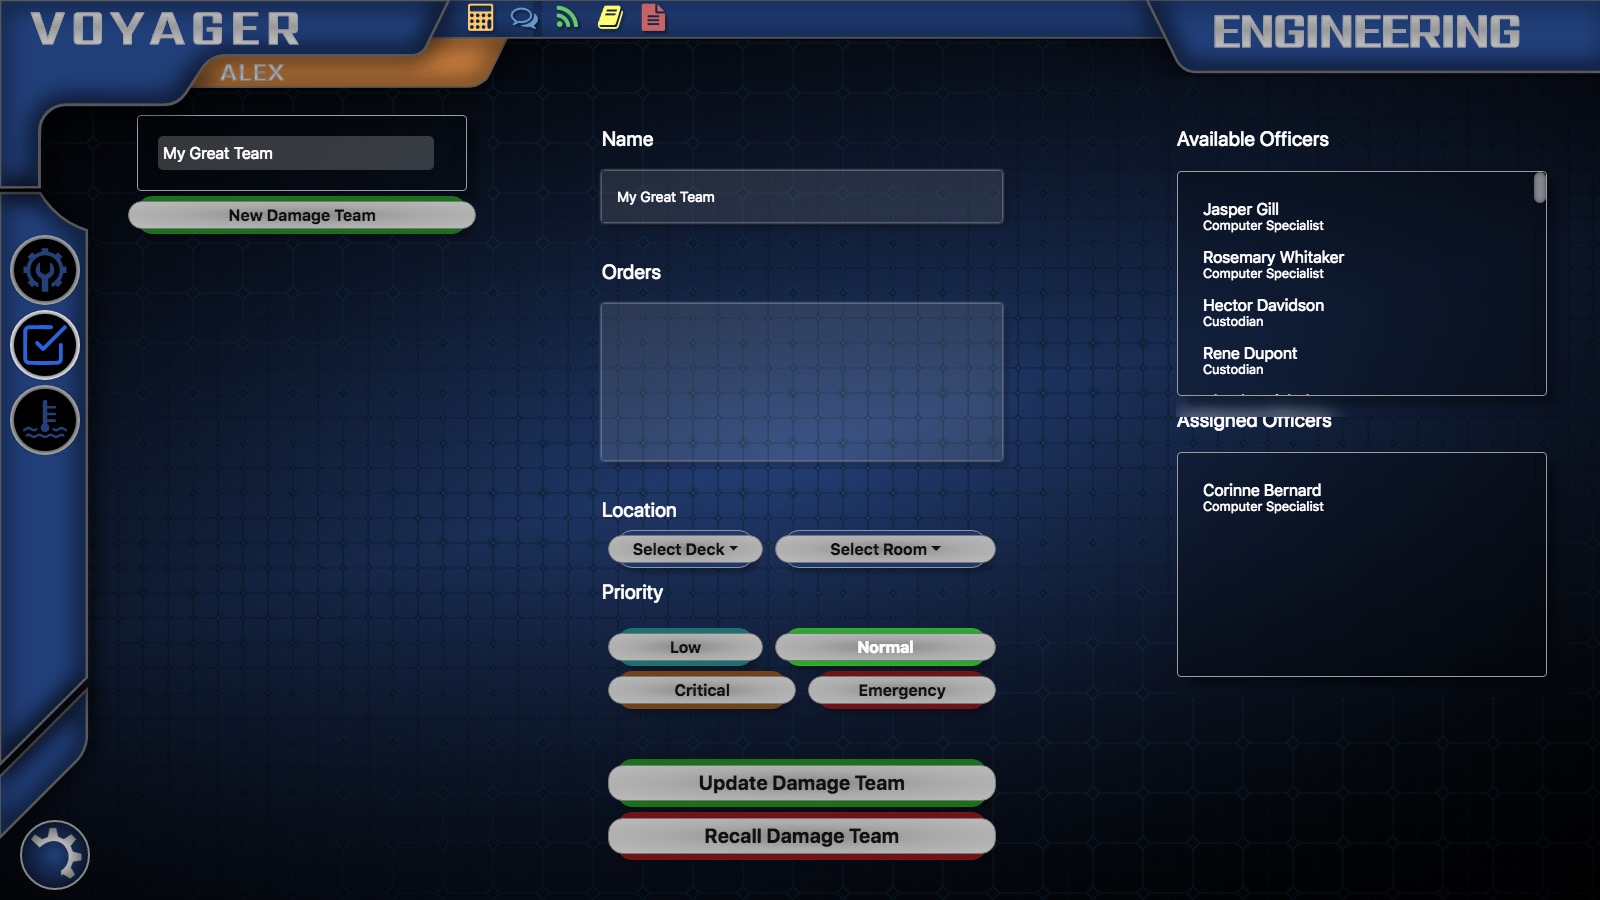 VOYAGER
ENGINEERING
ALEX
My Great Team
New Damage Team
Name
My Great Team
Orders
Location
Select Deck
Select Room
Priority
Low
Normal
Critical
Emergency
Update Damage Team
Recall Damage Team
Available Officers
Jasper Gill
Computer Specialist
Rosemary Whitaker
Computer Specialist
Hector Davidson
Custodian
Rene Dupont
Custodian
Assigned Officers
Corinne Bernard
Computer Specialist